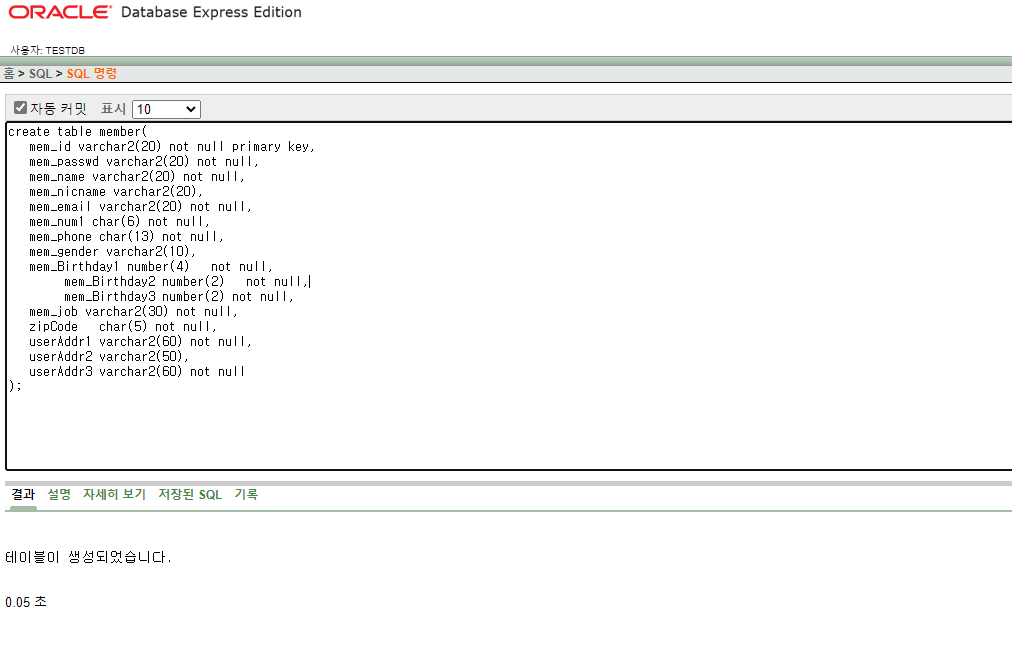 ORACLE Database Express Edition
사용자: TESTDB
홈 > SQL > SQL 명령
자동 커밋 표시 10
create table member(
mem_id varchar2(20) not null primary key,
mem_passwd varchar2(20) not null,
mem_name varchar2(20) not null,
mem_nicname varchar2(20),
mem_email varchar2(20) not null,
mem_num1 char(6) not null,
mem_phone char(13) not null,
mem_gender varchar2(10),
mem_Birthday1 number(4) not null,
mem_Birthday2 number(2) not null,
mem_Birthday3 number(2) not null,
mem_job varchar2(30) not null,
zipCode char(5) not null,
userAddr1 varchar2(60) not null,
userAddr2 varchar2(50),
userAddr3 varchar2(60) not null
);
결과 설명 자세히 보기 저장된 SQL 기록
테이블이 생성되었습니다.
0.05 초